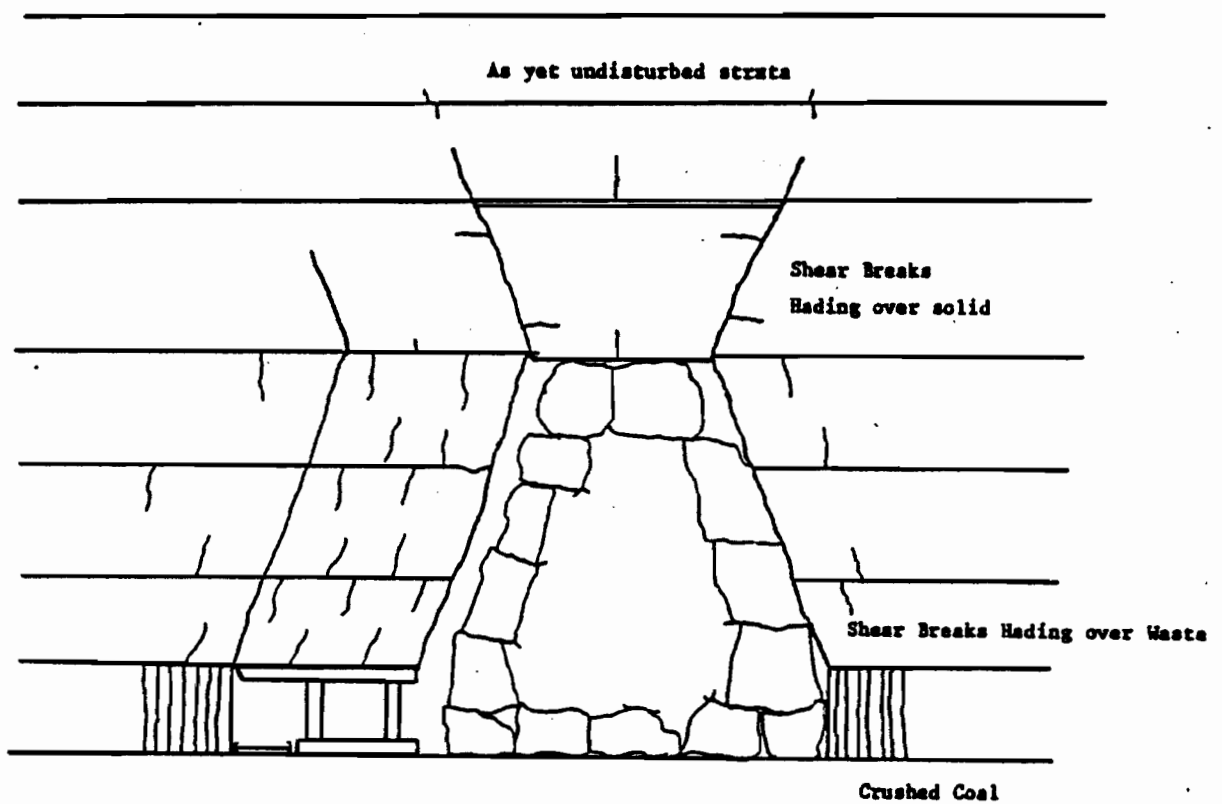 As yet undisturbed strata
Shear Breaks
Hading over solid
Shear Breaks Hading over Waste
Crushed Coal